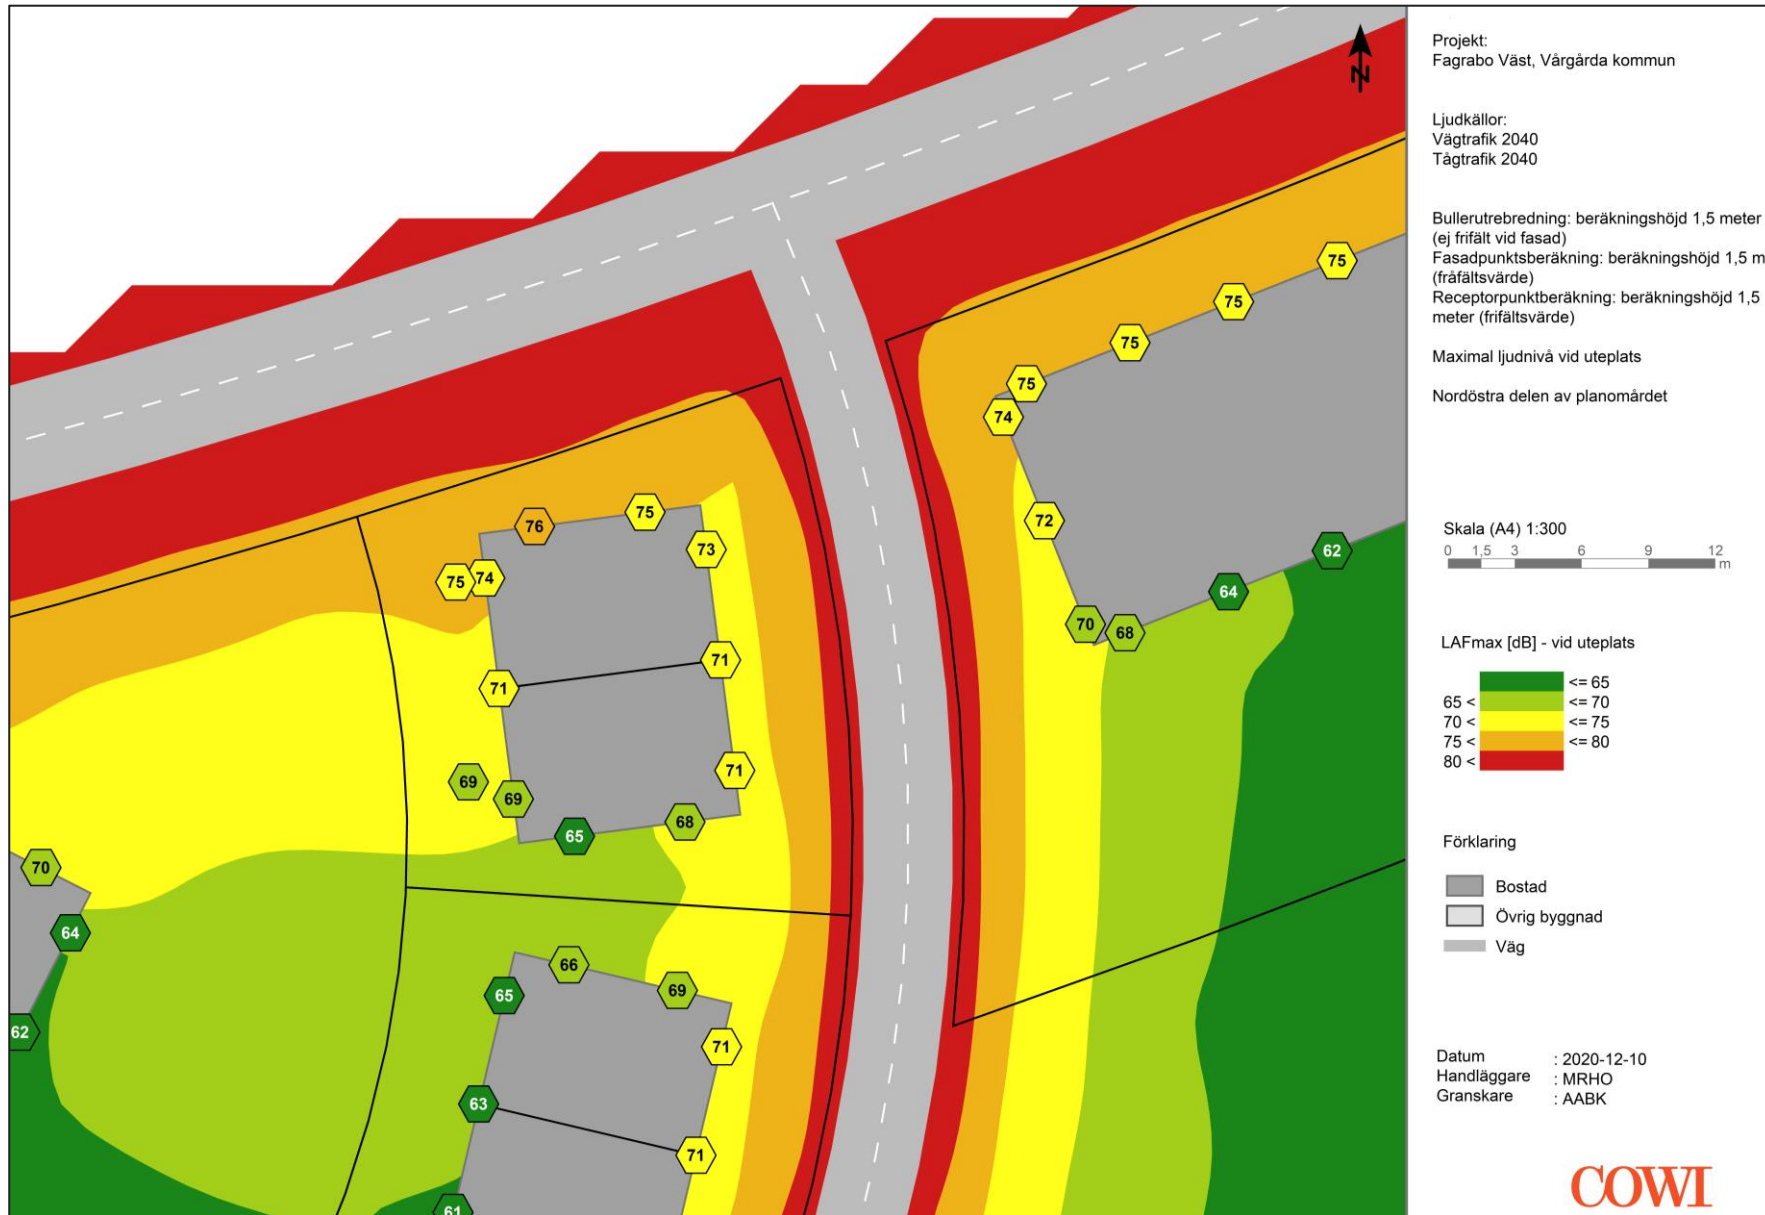 Projekt:
Fagrabo Väst, Vårgårda kommun
Ljudkällor:
Vägtrafik 2040
Tågtrafik 2040
Bullerutrebredning: beräkningshöjd 1,5 meter
(ej frifält vid fasad)
Fasadpunktsberäkning: beräkningshöjd 1,5 m
(fråfältsvärde)
Receptorpunktberäkning: beräkningshöjd 1,5
meter (frifältsvärde)
Maximal ljudnivå vid uteplats
Nordöstra delen av planomårdet
Skala (A4) 1:300
0 1,5 3 6 9 12
m
LAFmax [dB] - vid uteplats
<= 65
65 < <= 70
70 < <= 75
75 < <= 80
80 <
Förklaring
Bostad
Övrig byggnad
Väg
Datum : 2020-12-10
Handläggare : MRHO
Granskare : AABK
COWI
N
75
75
75
75
74
72
70
68
64
62
76
75
73
75
74
71
71
71
69
69
65
68
70
64
62
66
65
69
71
63
71
61